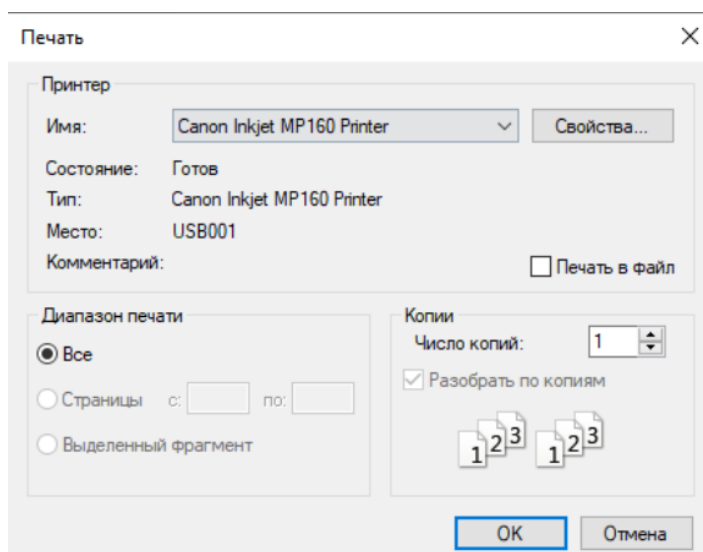 Печать
Принтер
Имя: Canon Inkjet MP160 Printer Свойства...
Состояние: Готов
Тип: Canon Inkjet MP160 Printer
Место: USB001
Комментарий: Печать в файл
Диапазон печати
Все
Страницы с: по:
Выделенный фрагмент
Копии
Число копий: 1
Разобрать по копиям
1 2 3 1 2 3
OK Отмена